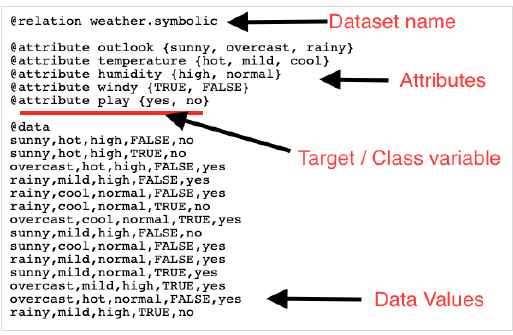 @relation weather.symbolic
Dataset name
@attribute outlook {sunny, overcast, rainy}
@attribute temperature {hot, mild, cool}
@attribute humidity {high, normal}
@attribute windy {TRUE, FALSE}
@attribute play {yes, no}
Attributes
Target / Class variable
@data
sunny,hot,high,FALSE,no
sunny,hot,high,TRUE,no
overcast,hot,high,FALSE,yes
rainy,mild,high,FALSE,yes
rainy,cool,normal,FALSE,yes
rainy,cool,normal,TRUE,no
overcast,cool,normal,TRUE,yes
sunny,mild,high,FALSE,no
sunny,cool,normal,FALSE,yes
rainy,mild,normal,FALSE,yes
sunny,mild,normal,TRUE,yes
overcast,mild,high,TRUE,yes
overcast,hot,normal,FALSE,yes
rainy,mild,high,TRUE,no
Data Values